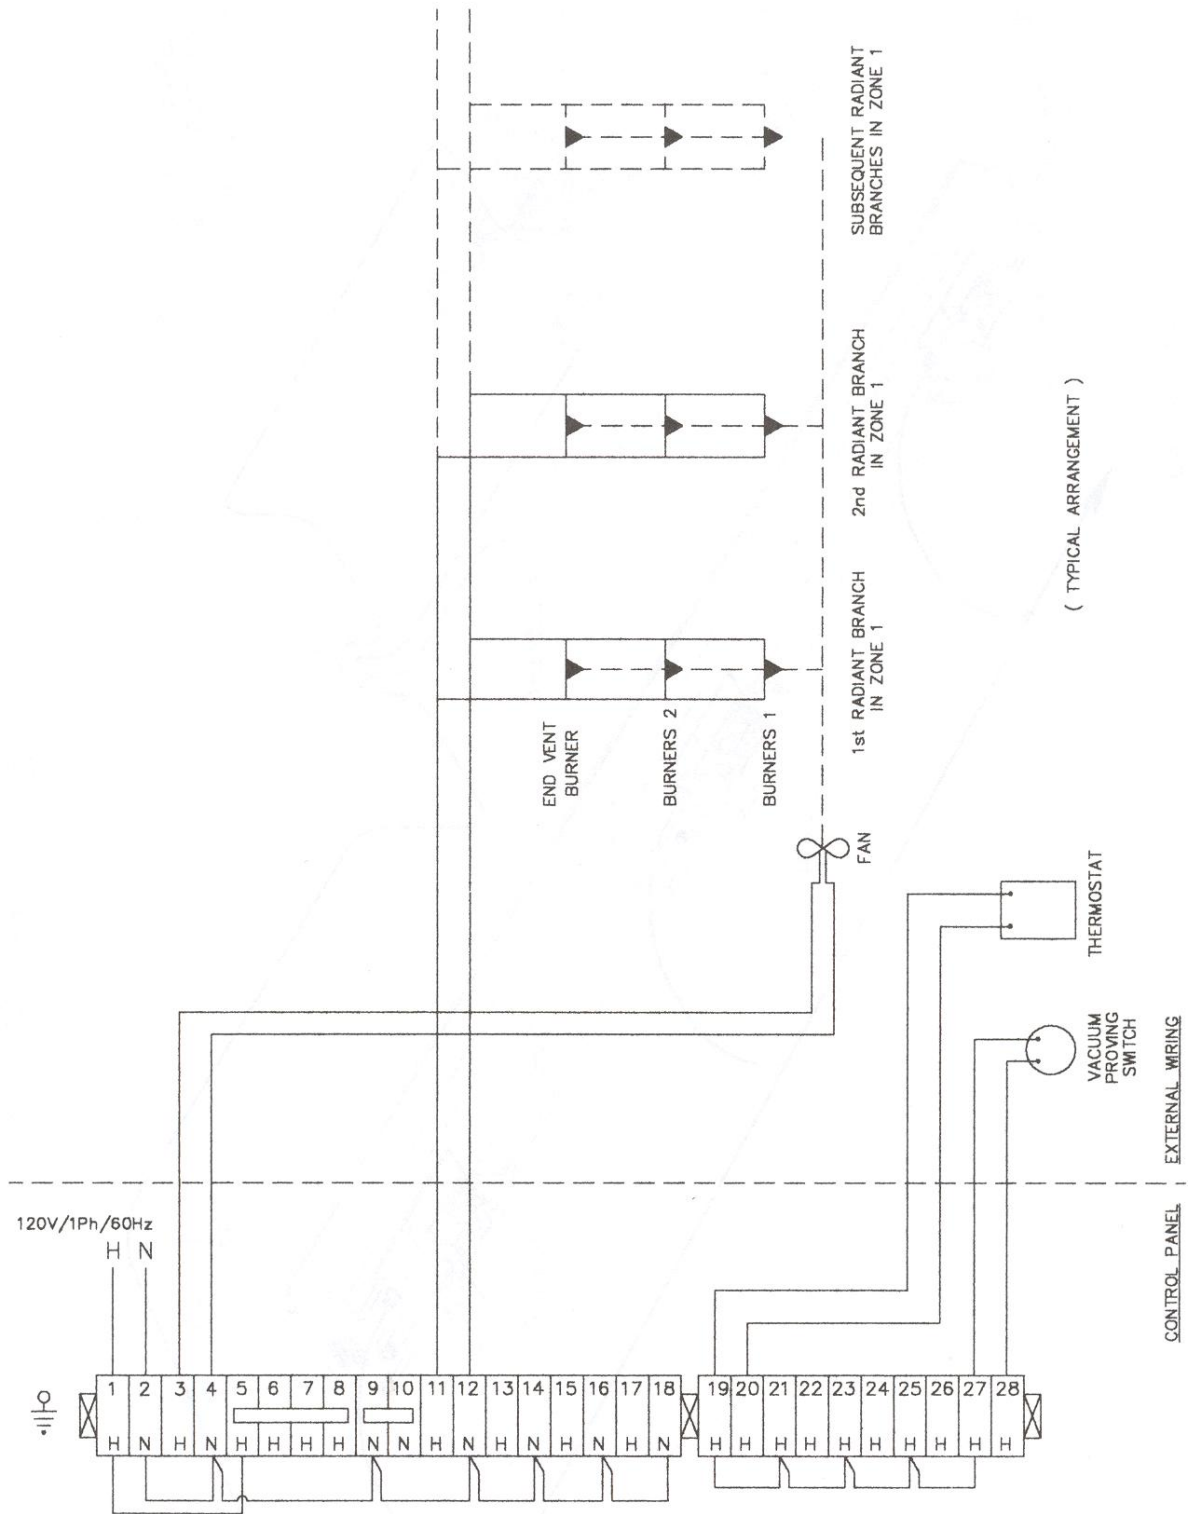 SUBSEQUENT RADIANT
BRANCHES IN ZONE 1
2nd RADIANT BRANCH
IN ZONE 1
1st RADIANT BRANCH
IN ZONE 1
( TYPICAL ARRANGEMENT )
END VENT
BURNER
BURNERS 2
BURNERS 1
FAN
THERMOSTAT
VACUUM
PROVING
SWITCH
EXTERNAL WIRING
CONTROL PANEL
120V/1Ph/60Hz
H N
1 2 3 4 5 6 7 8 9 10 11 12 13 14 15 16 17 18 19 20 21 22 23 24 25 26 27 28
H N H N H H H H N N H N H N H N H N H H H H H H H H H H